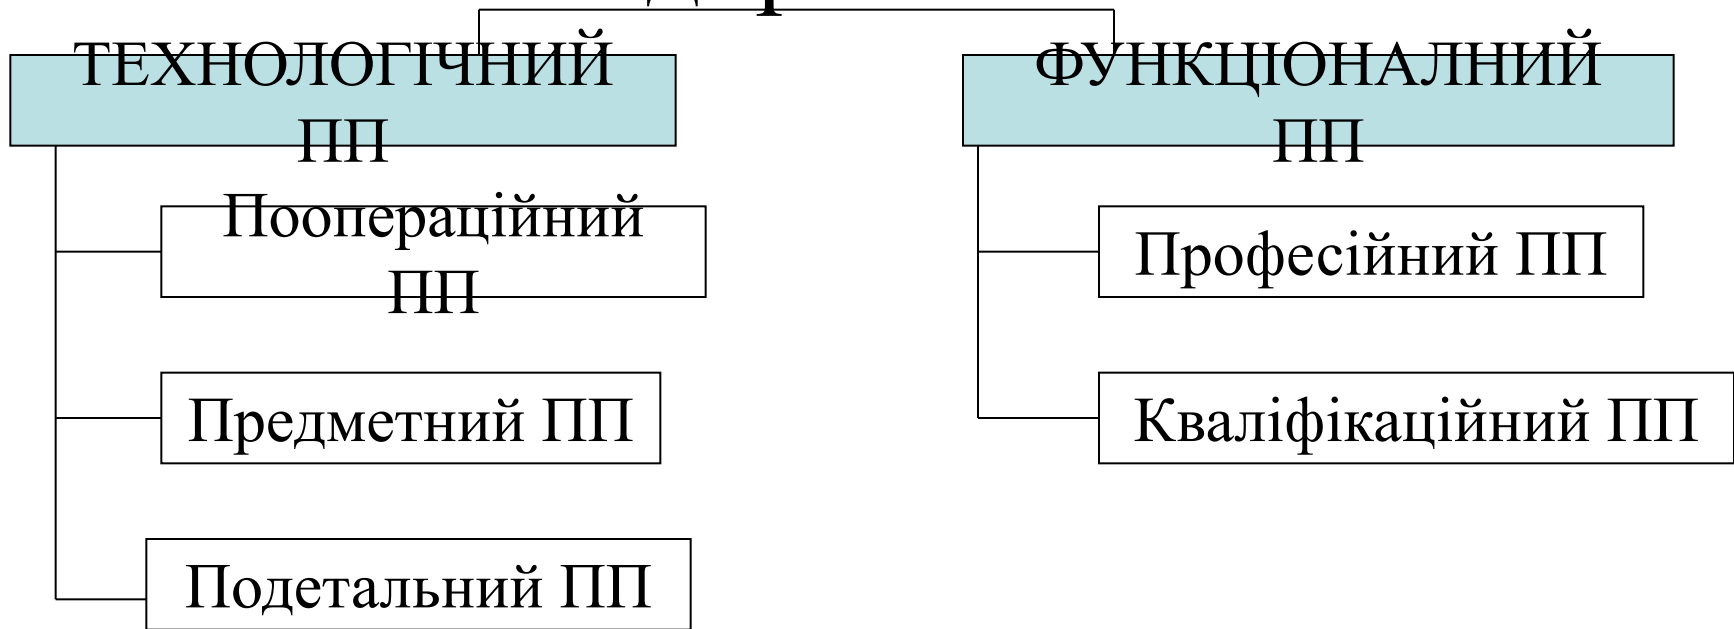 ТЕХНОЛОГІЧНИЙ
ПП
Поопераційний
ПП
Предметний ПП
Подетальний ПП
ФУНКЦІОНАЛНИЙ
ПП
Професійний ПП
Кваліфікаційний ПП